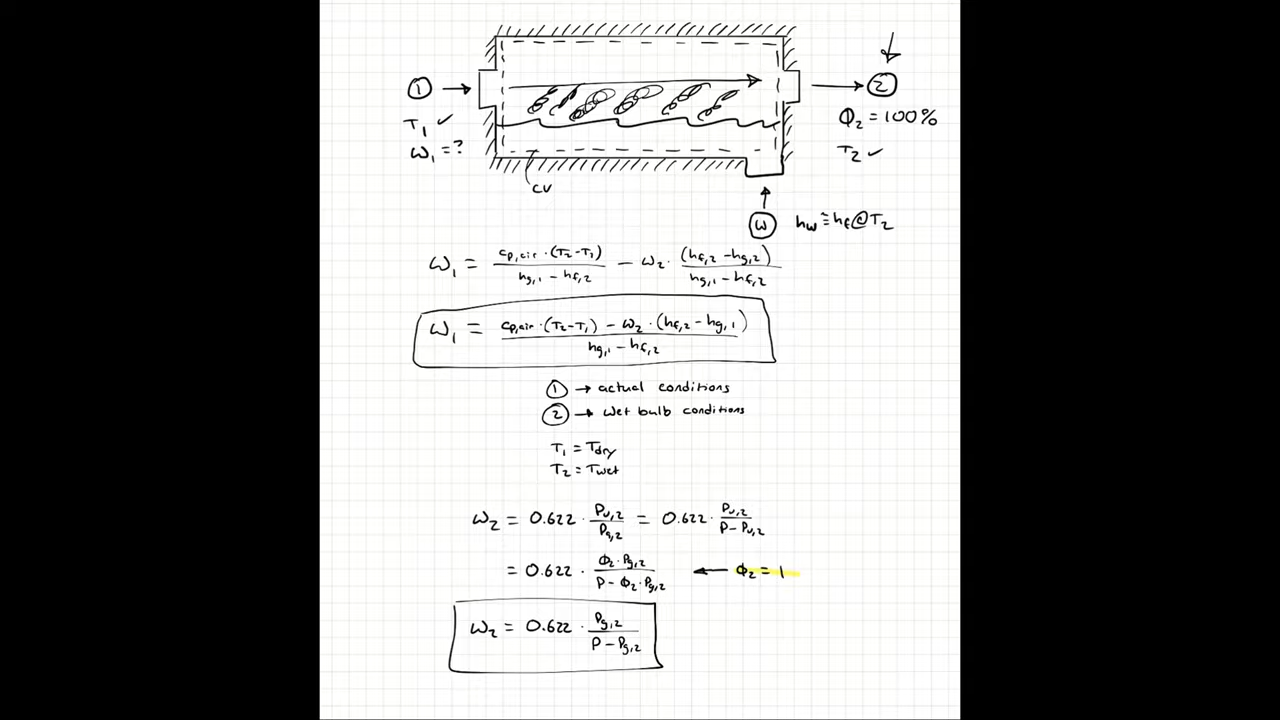 ① → → ②
T₁ ✓
ω₁ = ?
Φ₂ = 100%
T₂ ✓
CV
ⓦ h_w ≅ h_f @ T₂
ω₁ = c_p,air · (T₂ - T₁) / (h_g,1 - h_f,2) - ω₂ · (h_f,2 - h_g,2) / (h_g,1 - h_f,2)
ω₁ = (c_p,air · (T₂ - T₁) - ω₂ · (h_f,2 - h_g,1)) / (h_g,1 - h_f,2)
① → actual conditions
② → wet bulb conditions
T₁ = T_dry
T₂ = T_wet
ω₂ = 0.622 · P_v,2 / P_a,2 = 0.622 · P_v,2 / (P - P_v,2)
= 0.622 · Φ₂ · P_g,2 / (P - Φ₂ · P_g,2) ← Φ₂ = 1
ω₂ = 0.622 · P_g,2 / (P - P_g,2)